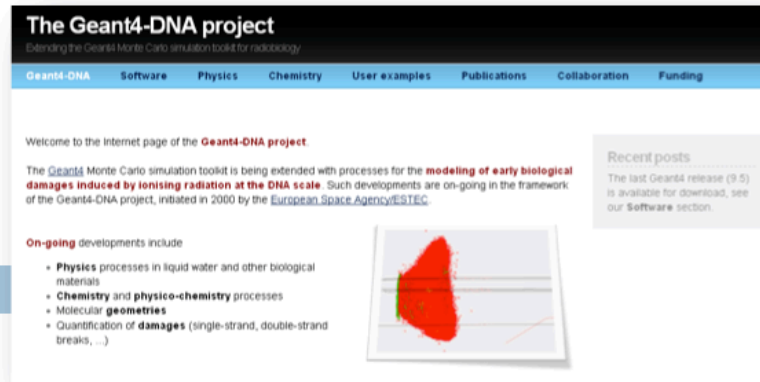 The Geant4-DNA project
Extending the Geant4 Monte Carlo simulation toolkit for radiobiology
Geant4-DNA Software Physics Chemistry User examples Publications Collaboration Funding
Welcome to the Internet page of the Geant4-DNA project.
The Geant4 Monte Carlo simulation toolkit is being extended with processes for the modeling of early biological
damages induced by ionising radiation at the DNA scale. Such developments are on-going in the framework
of the Geant4-DNA project, initiated in 2000 by the European Space Agency/ESTEC.
On-going developments include
Physics processes in liquid water and other biological
materials
Chemistry and physico-chemistry processes
Molecular geometries
Quantification of damages (single-strand, double-strand
breaks, ...)
Recent posts
The last Geant4 release (9.5)
is available for download, see
our Software section.